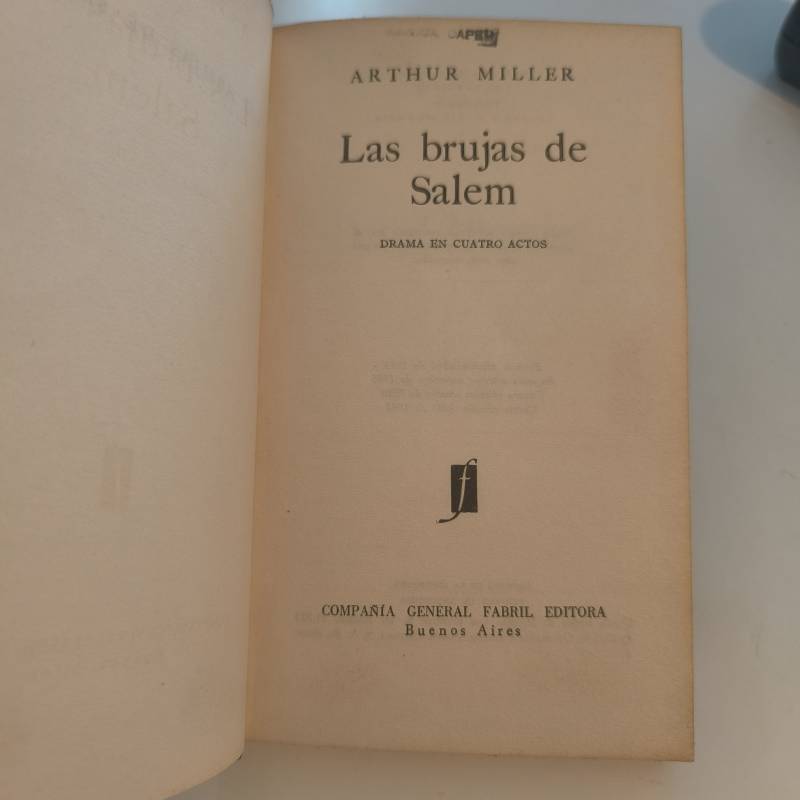 ARTHUR MILLER
Las brujas de
Salem
DRAMA EN CUATRO ACTOS
f
COMPAÑÍA GENERAL FABRIL EDITORA
Buenos Aires